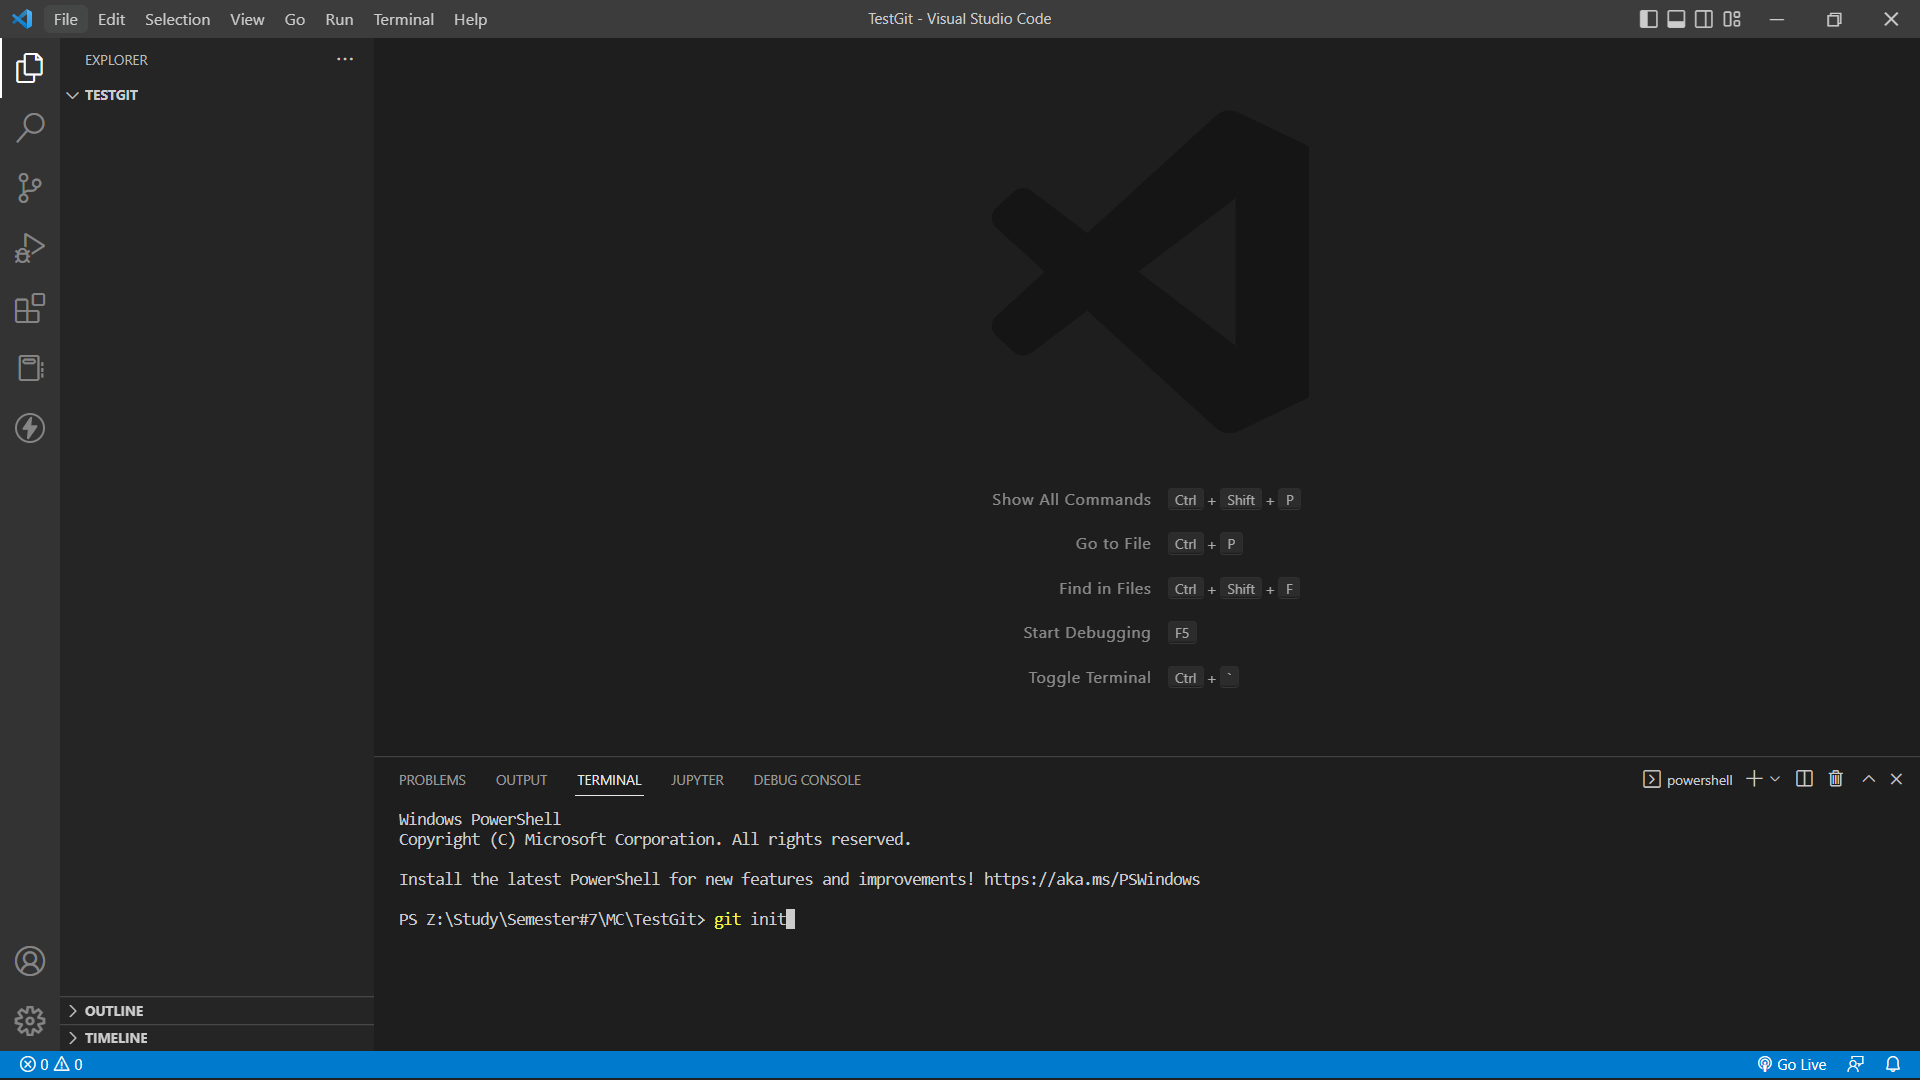 File Edit Selection View Go Run Terminal Help
TestGit - Visual Studio Code
EXPLORER
TESTGIT
Show All Commands Ctrl + Shift + P
Go to File Ctrl + P
Find in Files Ctrl + Shift + F
Start Debugging F5
Toggle Terminal Ctrl + `
PROBLEMS OUTPUT TERMINAL JUPYTER DEBUG CONSOLE
powershell
Windows PowerShell
Copyright (C) Microsoft Corporation. All rights reserved.
Install the latest PowerShell for new features and improvements! https://aka.ms/PSWindows
PS Z:\Study\Semester#7\MC\TestGit> git init
OUTLINE
TIMELINE
0 0
Go Live